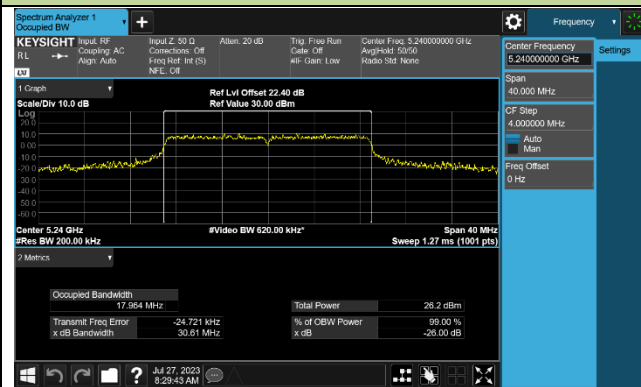 Spectrum Analyzer 1
Occupied BW
+
Frequency
KEYSIGHT
RL
LXI
Input: RF
Coupling: AC
Align: Auto
Input Z: 50 Ω
Corrections: Off
Freq Ref: Int (S)
NFE: Off
Atten: 20 dB
Trig: Free Run
Gate: Off
#IF Gain: Low
Center Freq: 5.240000000 GHz
Avg|Hold: 50/50
Radio Std: None
Center Frequency
5.240000000 GHz
Settings
Span
40.000 MHz
CF Step
4.000000 MHz
Auto
Man
Freq Offset
0 Hz
1 Graph
Scale/Div 10.0 dB
Ref Lvl Offset 22.40 dB
Ref Value 30.00 dBm
Log
20.0
10.0
0.00
-10.0
-20.0
-30.0
-40.0
-50.0
-60.0
Center 5.24 GHz
#Video BW 620.00 kHz*
Span 40 MHz
#Res BW 200.00 kHz
Sweep 1.27 ms (1001 pts)
2 Metrics
Occupied Bandwidth
17.964 MHz
Total Power
26.2 dBm
Transmit Freq Error
-24.721 kHz
% of OBW Power
99.00 %
x dB Bandwidth
30.61 MHz
x dB
-26.00 dB
?
Jul 27, 2023
8:29:43 AM